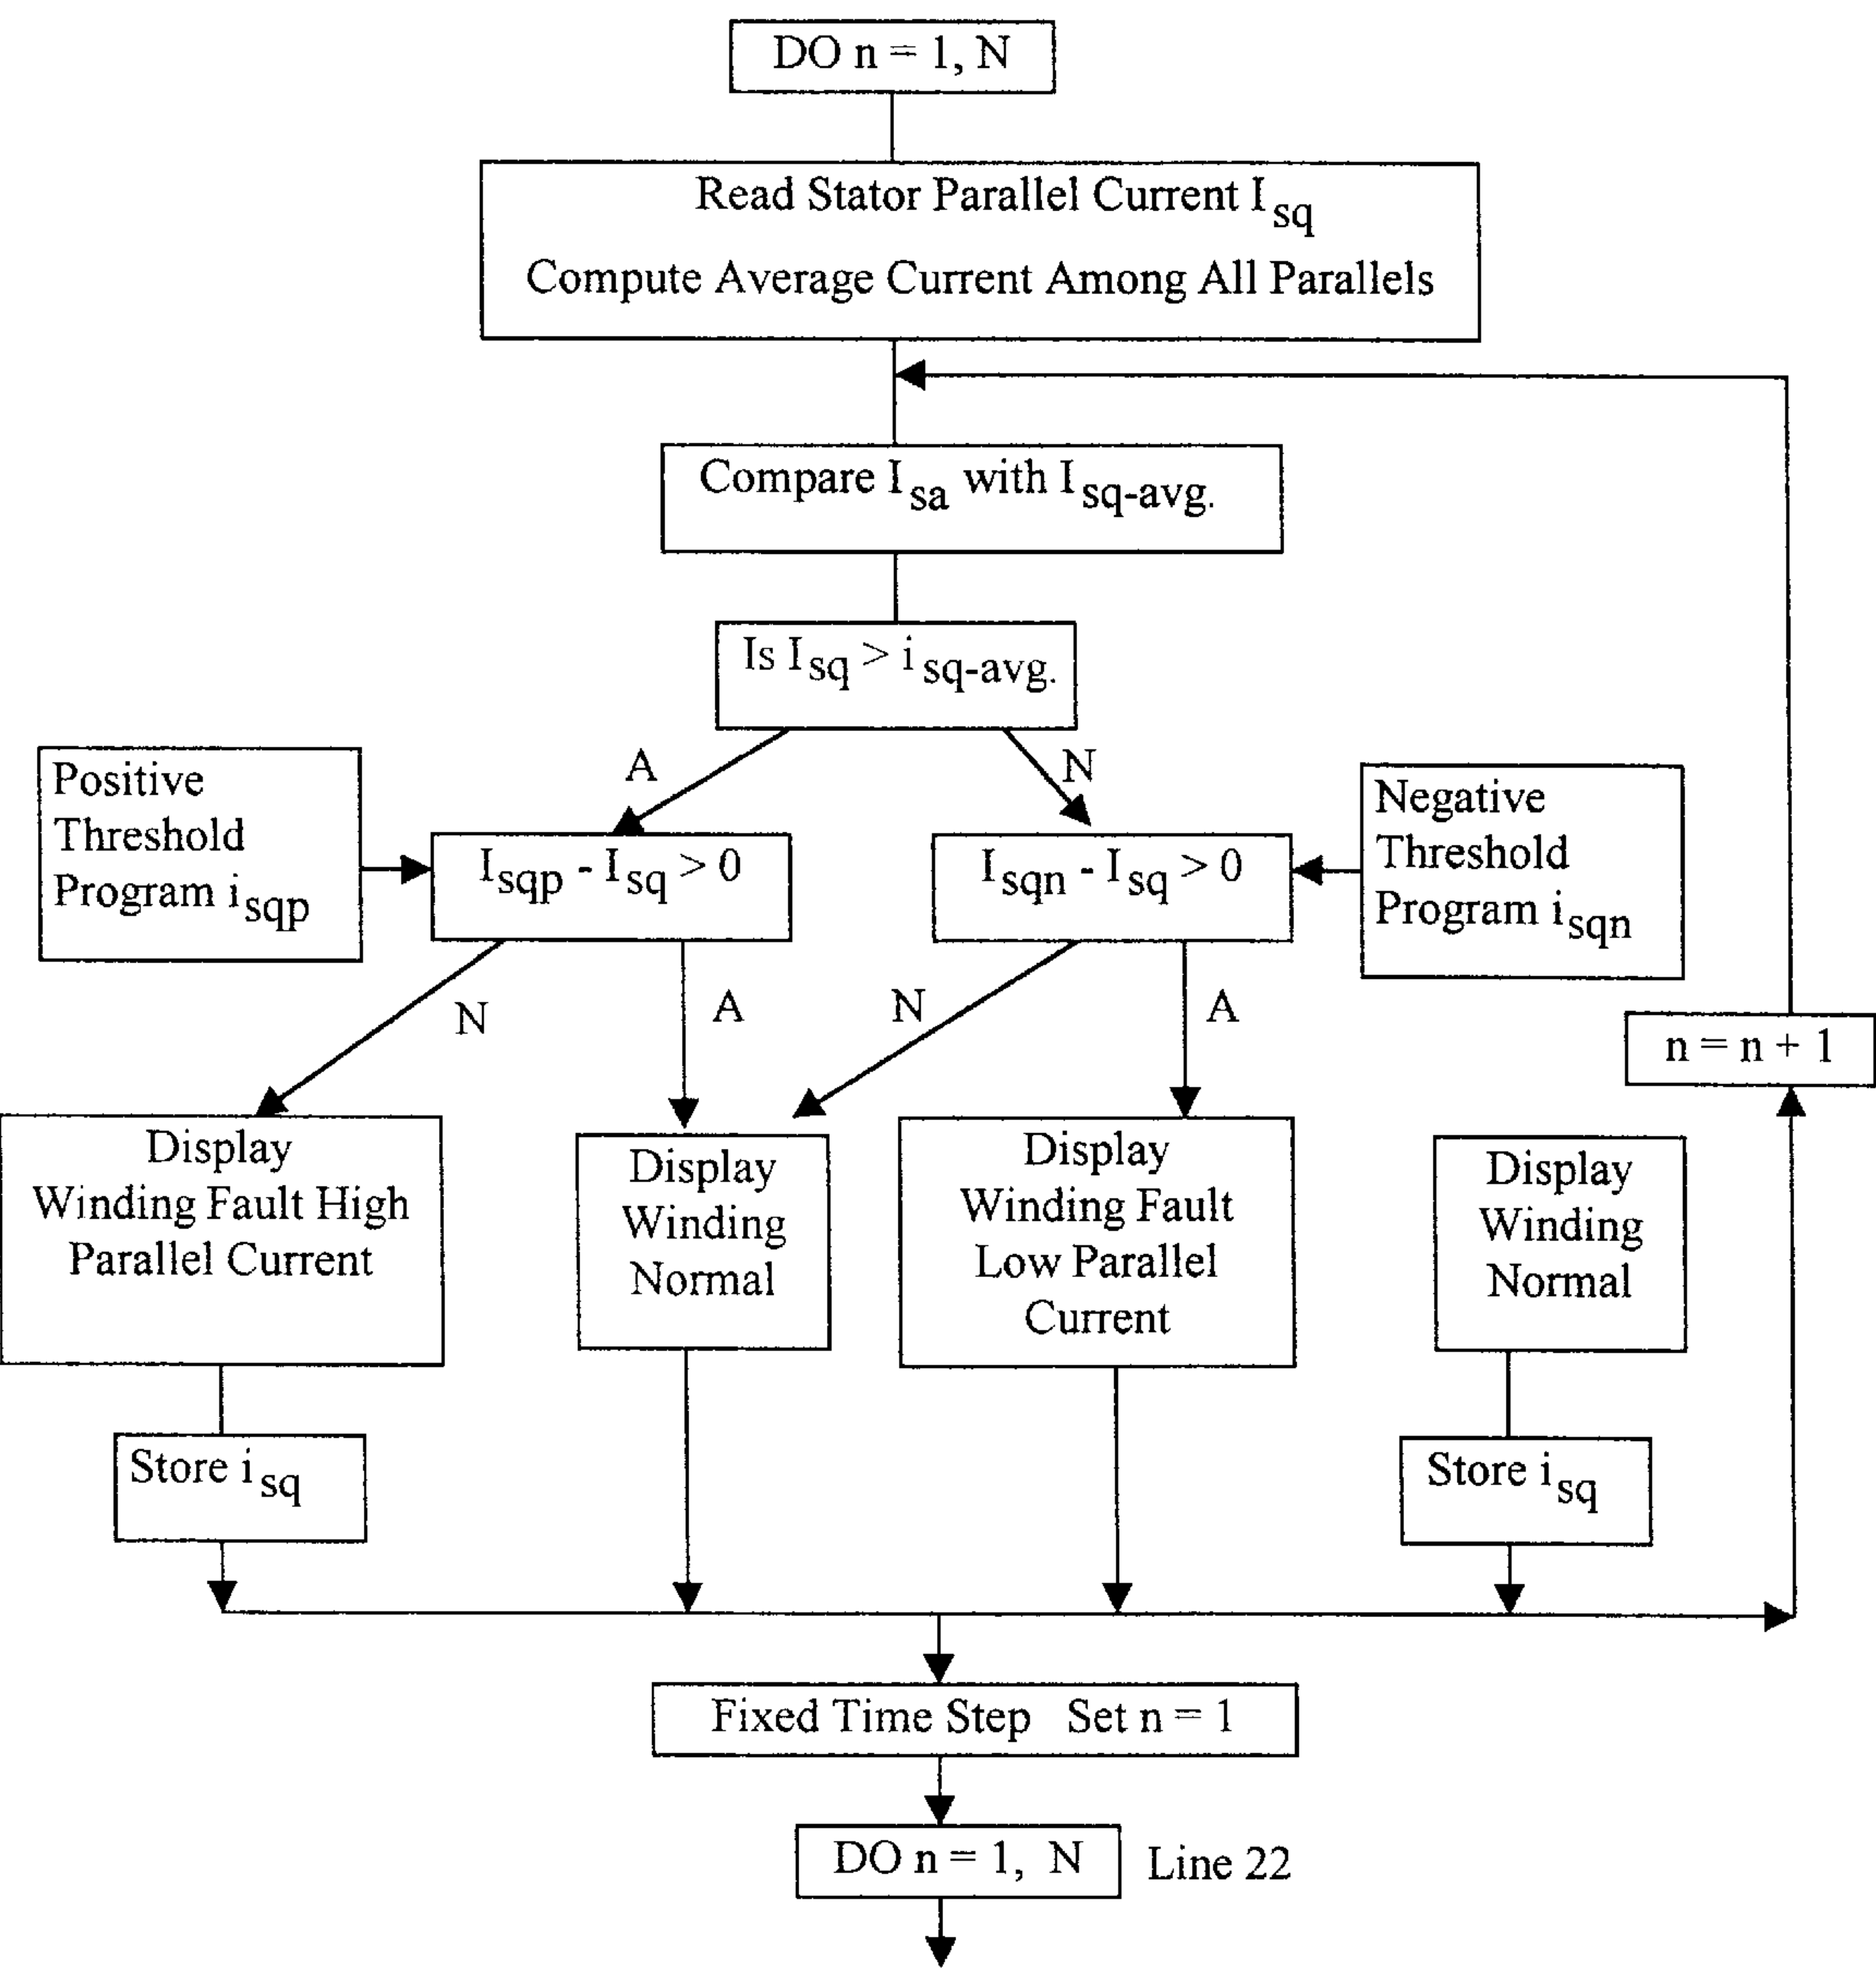 DO n = 1, N
Read Stator Parallel Current I sq
Compute Average Current Among All Parallels
Compare I sa with I sq-avg.
Is I sq > i sq-avg.
A
N
Positive
Threshold
Program i sqp
I sqp - I sq > 0
I sqn - I sq > 0
Negative
Threshold
Program i sqn
N
A
N
A
n = n + 1
Display
Winding Fault High
Parallel Current
Display
Winding
Normal
Display
Winding Fault
Low Parallel
Current
Display
Winding
Normal
Store i sq
Store i sq
Fixed Time Step Set n = 1
DO n = 1, N
Line 22